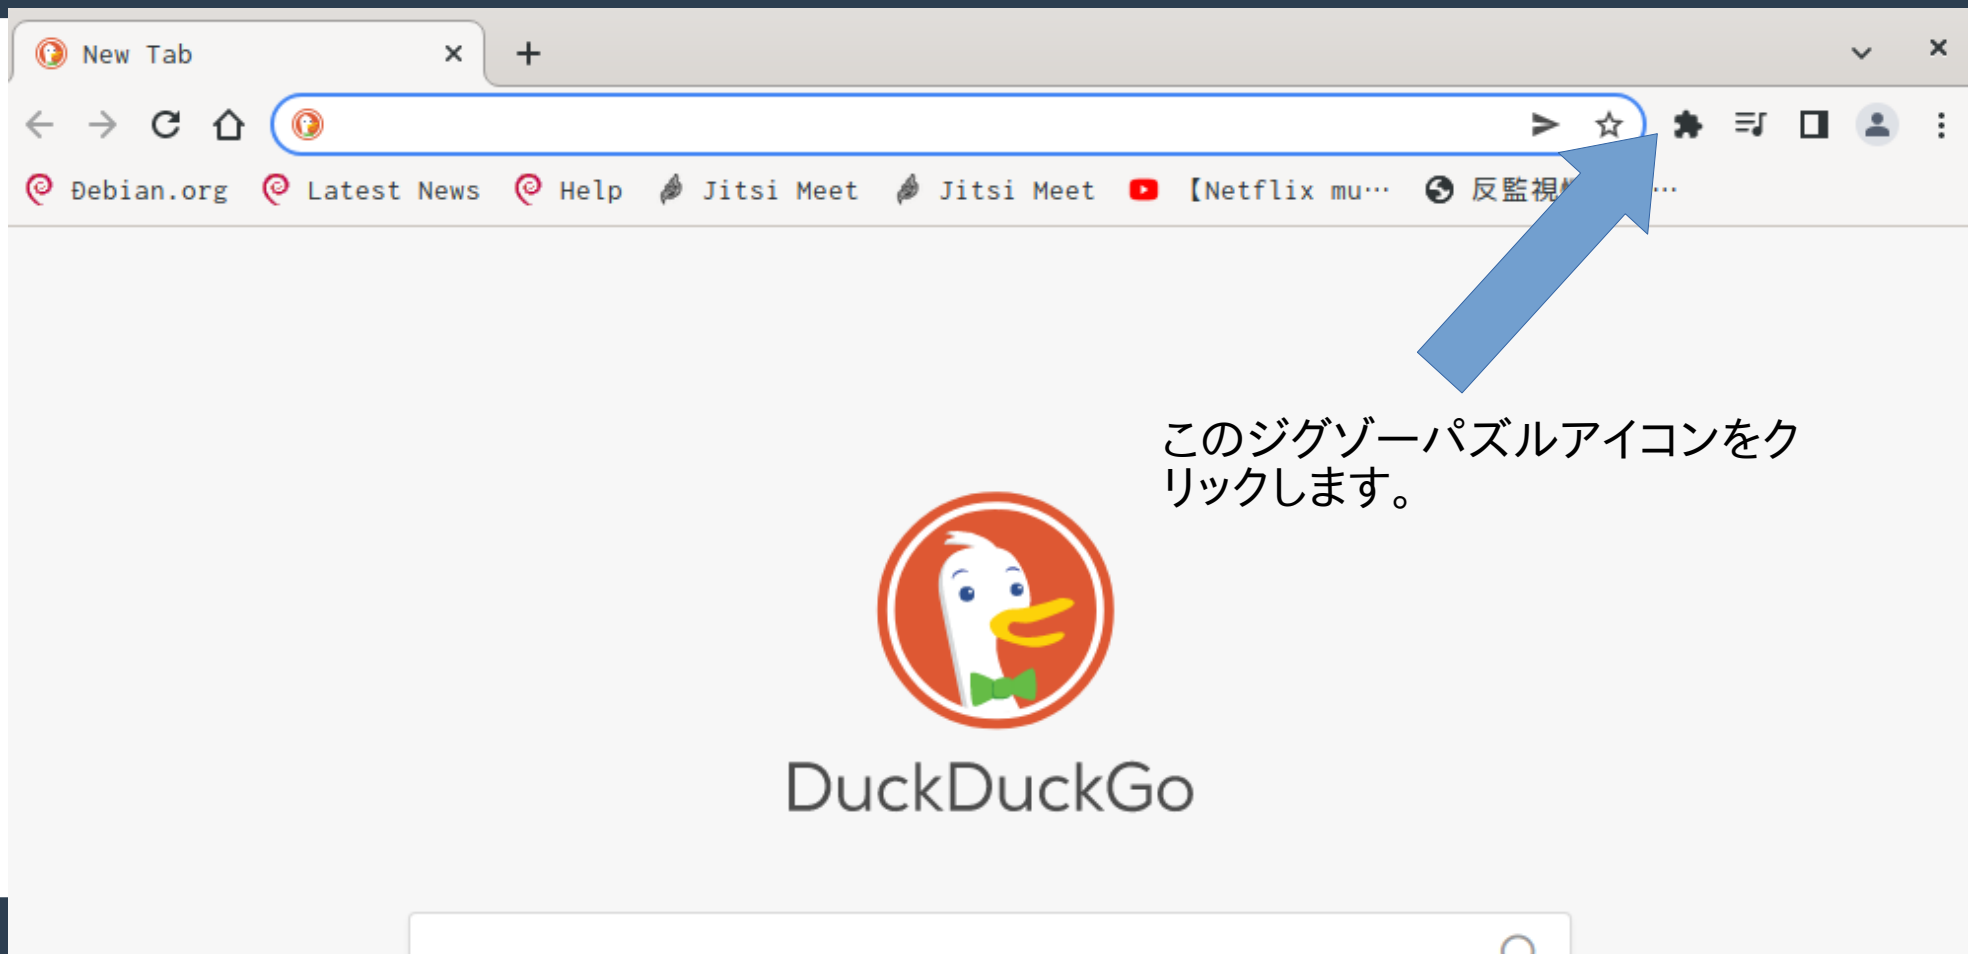 New Tab
Debian.org Latest News Help Jitsi Meet Jitsi Meet 【Netflix mu… 反監視
このジグゾーパズルアイコンをク
リックします。
DuckDuckGo